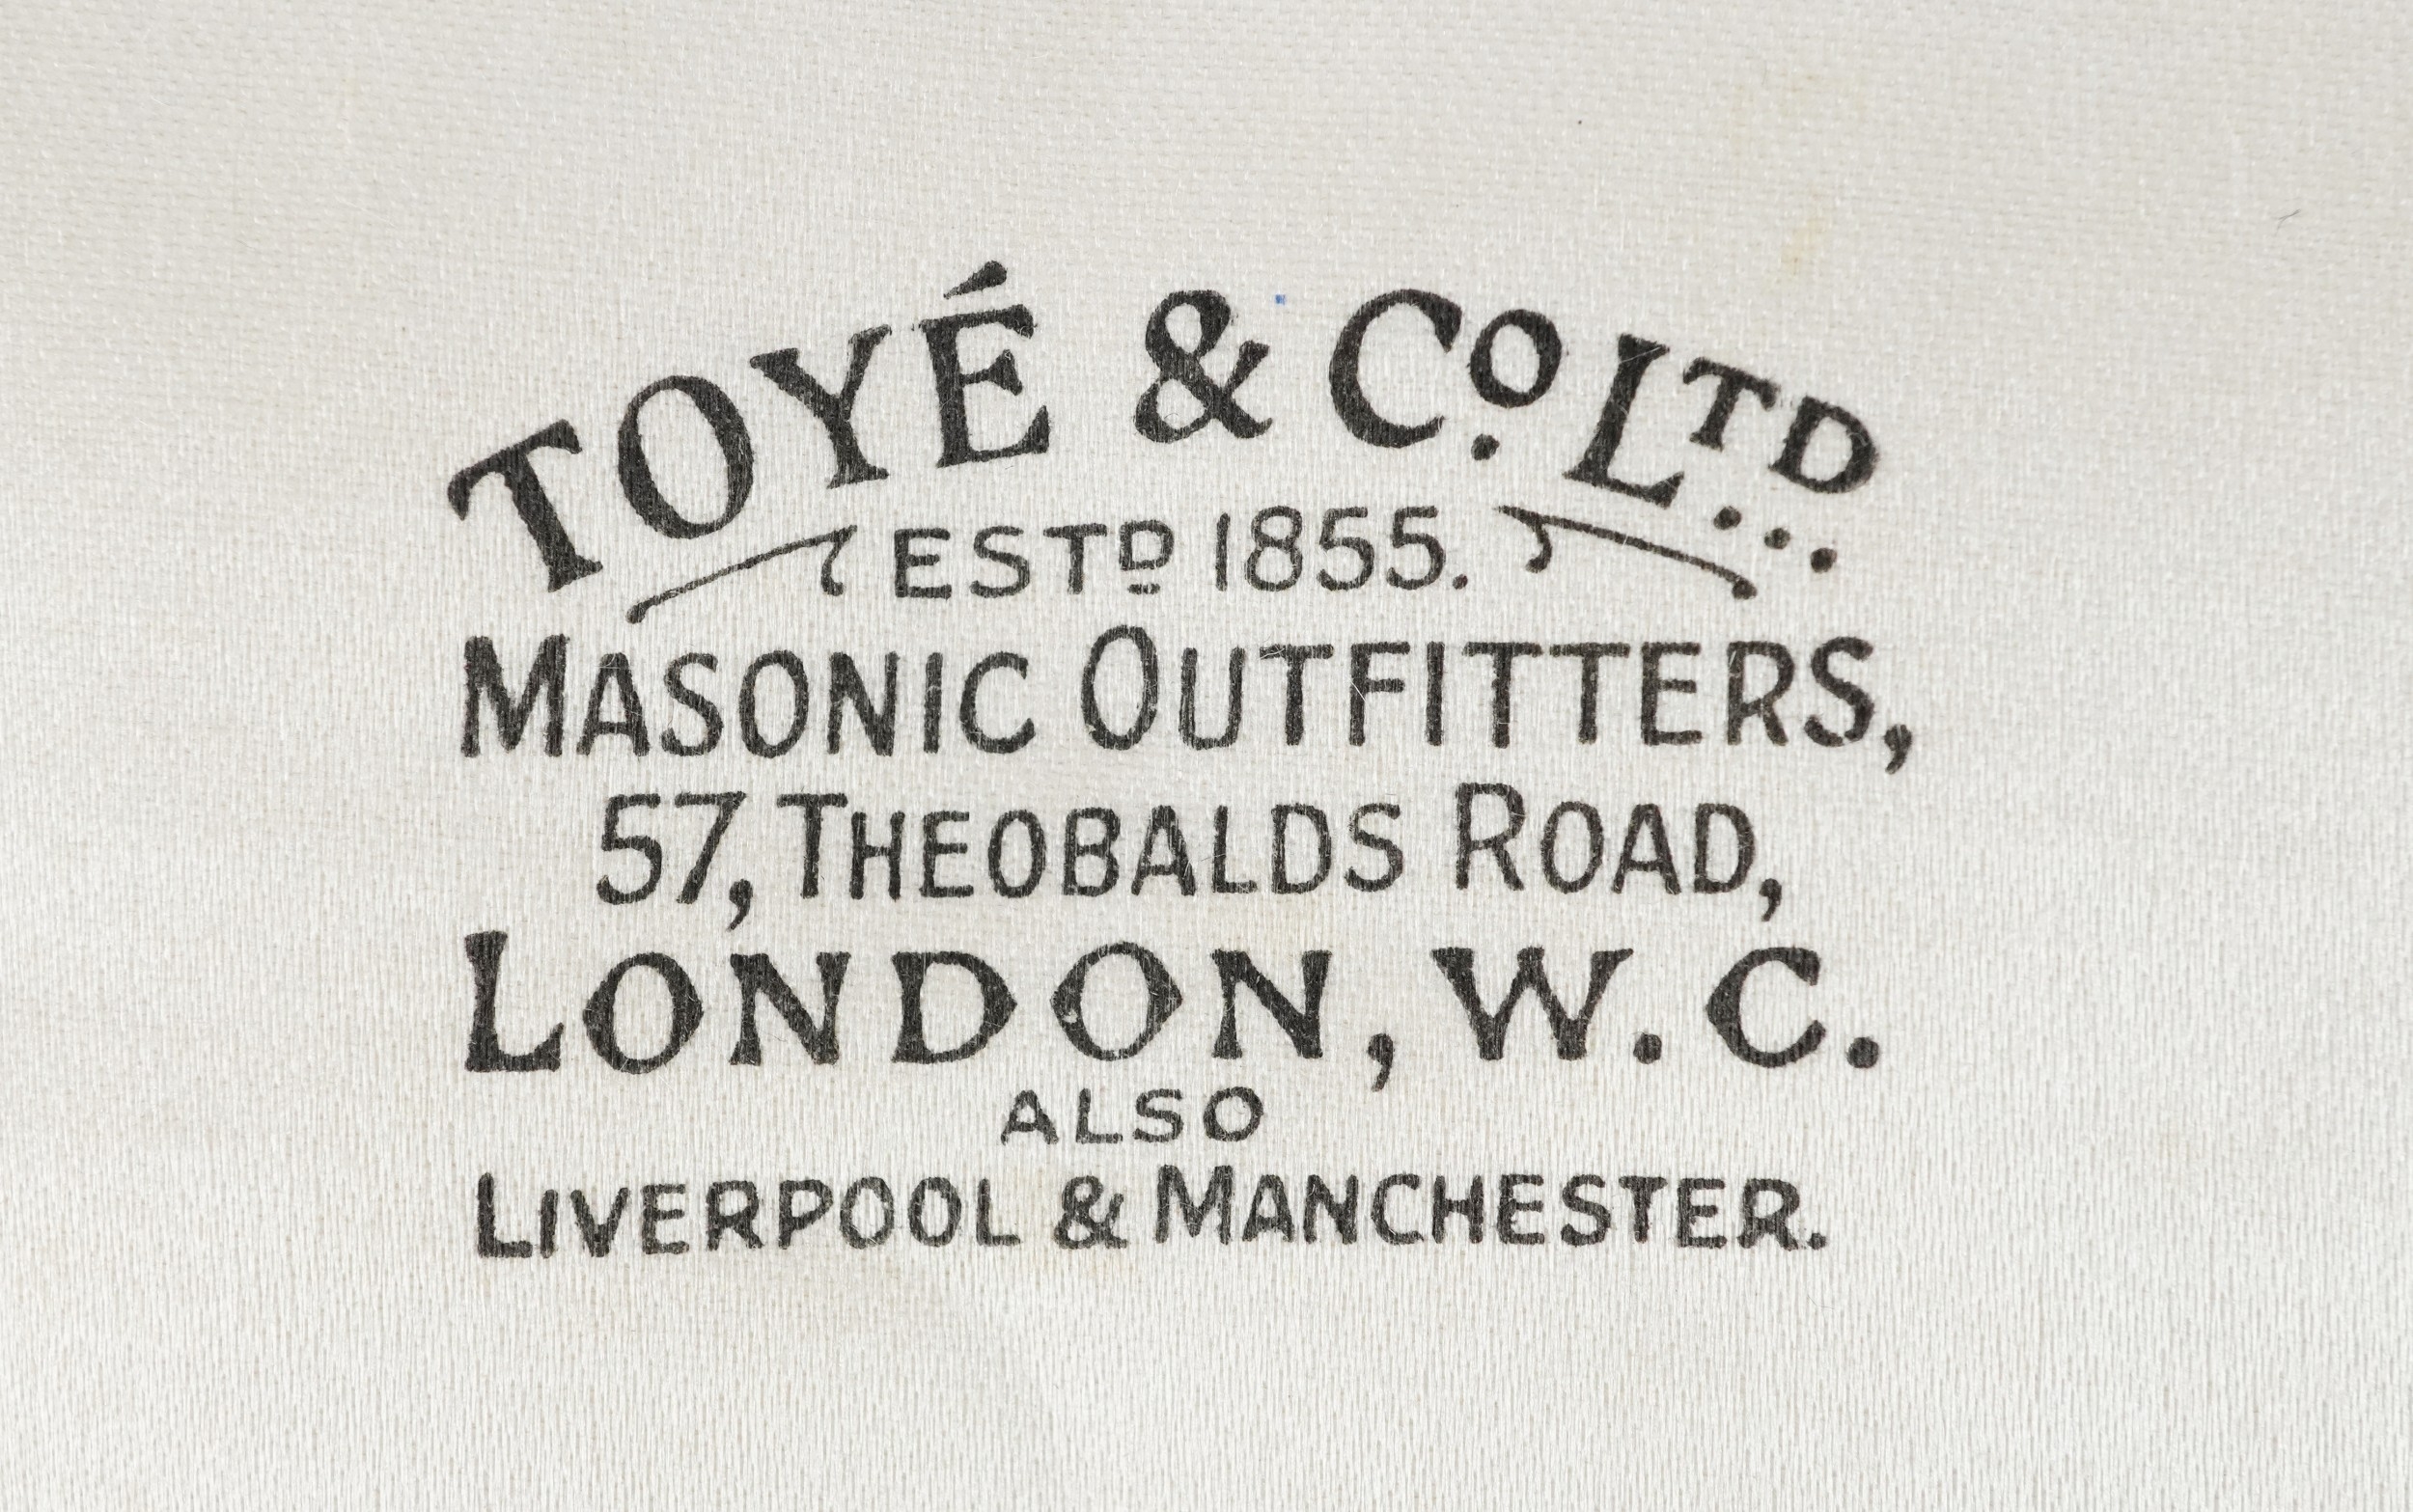 TOYÉ & Co. LTD...
ESTD 1855.
MASONIC OUTFITTERS,
57, THEOBALDS ROAD,
LONDON, W.C.
ALSO
LIVERPOOL & MANCHESTER.